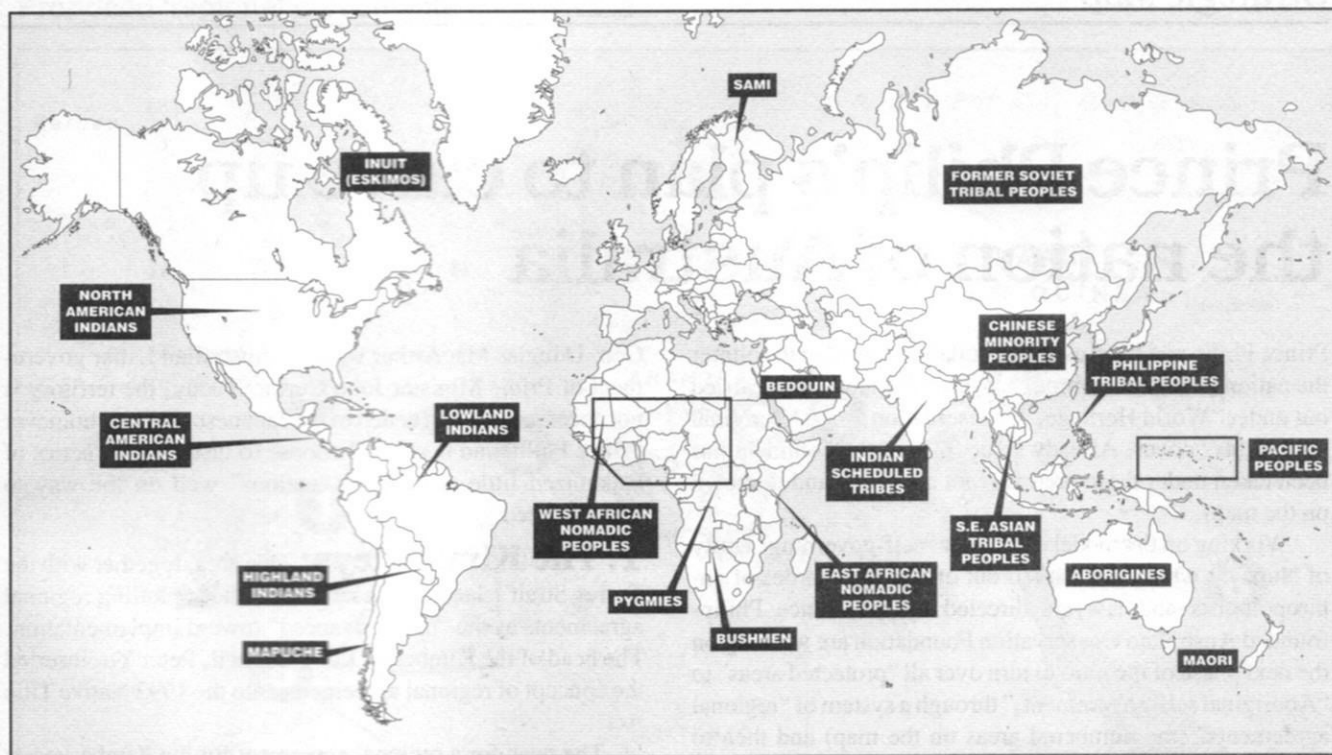 SAMI
INUIT
(ESKIMOS)
FORMER SOVIET
TRIBAL PEOPLES
NORTH
AMERICAN
INDIANS
CHINESE
MINORITY
PEOPLES
PHILIPPINE
TRIBAL PEOPLES
BEDOUIN
LOWLAND
INDIANS
CENTRAL
AMERICAN
INDIANS
INDIAN
SCHEDULED
TRIBES
PACIFIC
PEOPLES
WEST AFRICAN
NOMADIC
PEOPLES
S.E. ASIAN
TRIBAL
PEOPLES
HIGHLAND
INDIANS
EAST AFRICAN
NOMADIC
PEOPLES
ABORIGINES
PYGMIES
BUSHMEN
MAPUCHE
MAORI